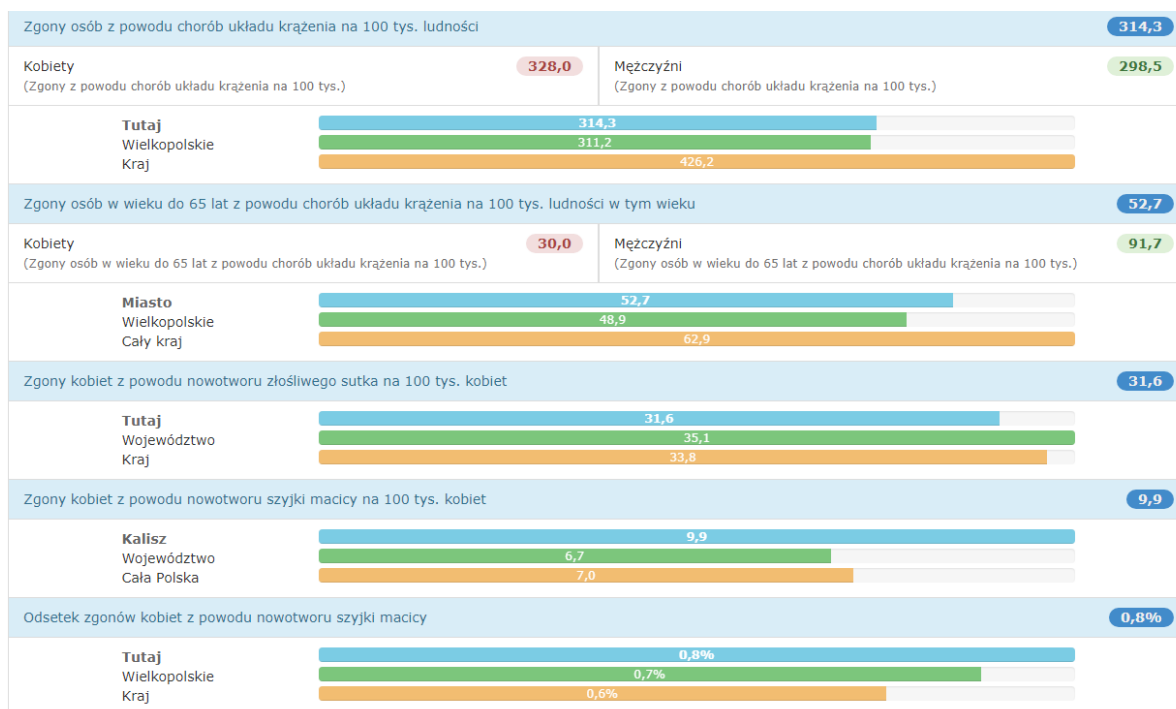 Zgony osób z powodu chorób układu krążenia na 100 tys. ludności 314,3
Kobiety 328,0
(Zgony z powodu chorób układu krążenia na 100 tys.)
Mężczyźni 298,5
(Zgony z powodu chorób układu krążenia na 100 tys.)
Tutaj 314,3
Wielkopolskie 311,2
Kraj 426,2
Zgony osób w wieku do 65 lat z powodu chorób układu krążenia na 100 tys. ludności w tym wieku 52,7
Kobiety 30,0
(Zgony osób w wieku do 65 lat z powodu chorób układu krążenia na 100 tys.)
Mężczyźni 91,7
(Zgony osób w wieku do 65 lat z powodu chorób układu krążenia na 100 tys.)
Miasto 52,7
Wielkopolskie 48,9
Cały kraj 62,9
Zgony kobiet z powodu nowotworu złośliwego sutka na 100 tys. kobiet 31,6
Tutaj 31,6
Województwo 35,1
Kraj 33,8
Zgony kobiet z powodu nowotworu szyjki macicy na 100 tys. kobiet 9,9
Kalisz 9,9
Województwo 6,7
Cała Polska 7,0
Odsetek zgonów kobiet z powodu nowotworu szyjki macicy 0,8%
Tutaj 0,8%
Wielkopolskie 0,7%
Kraj 0,6%